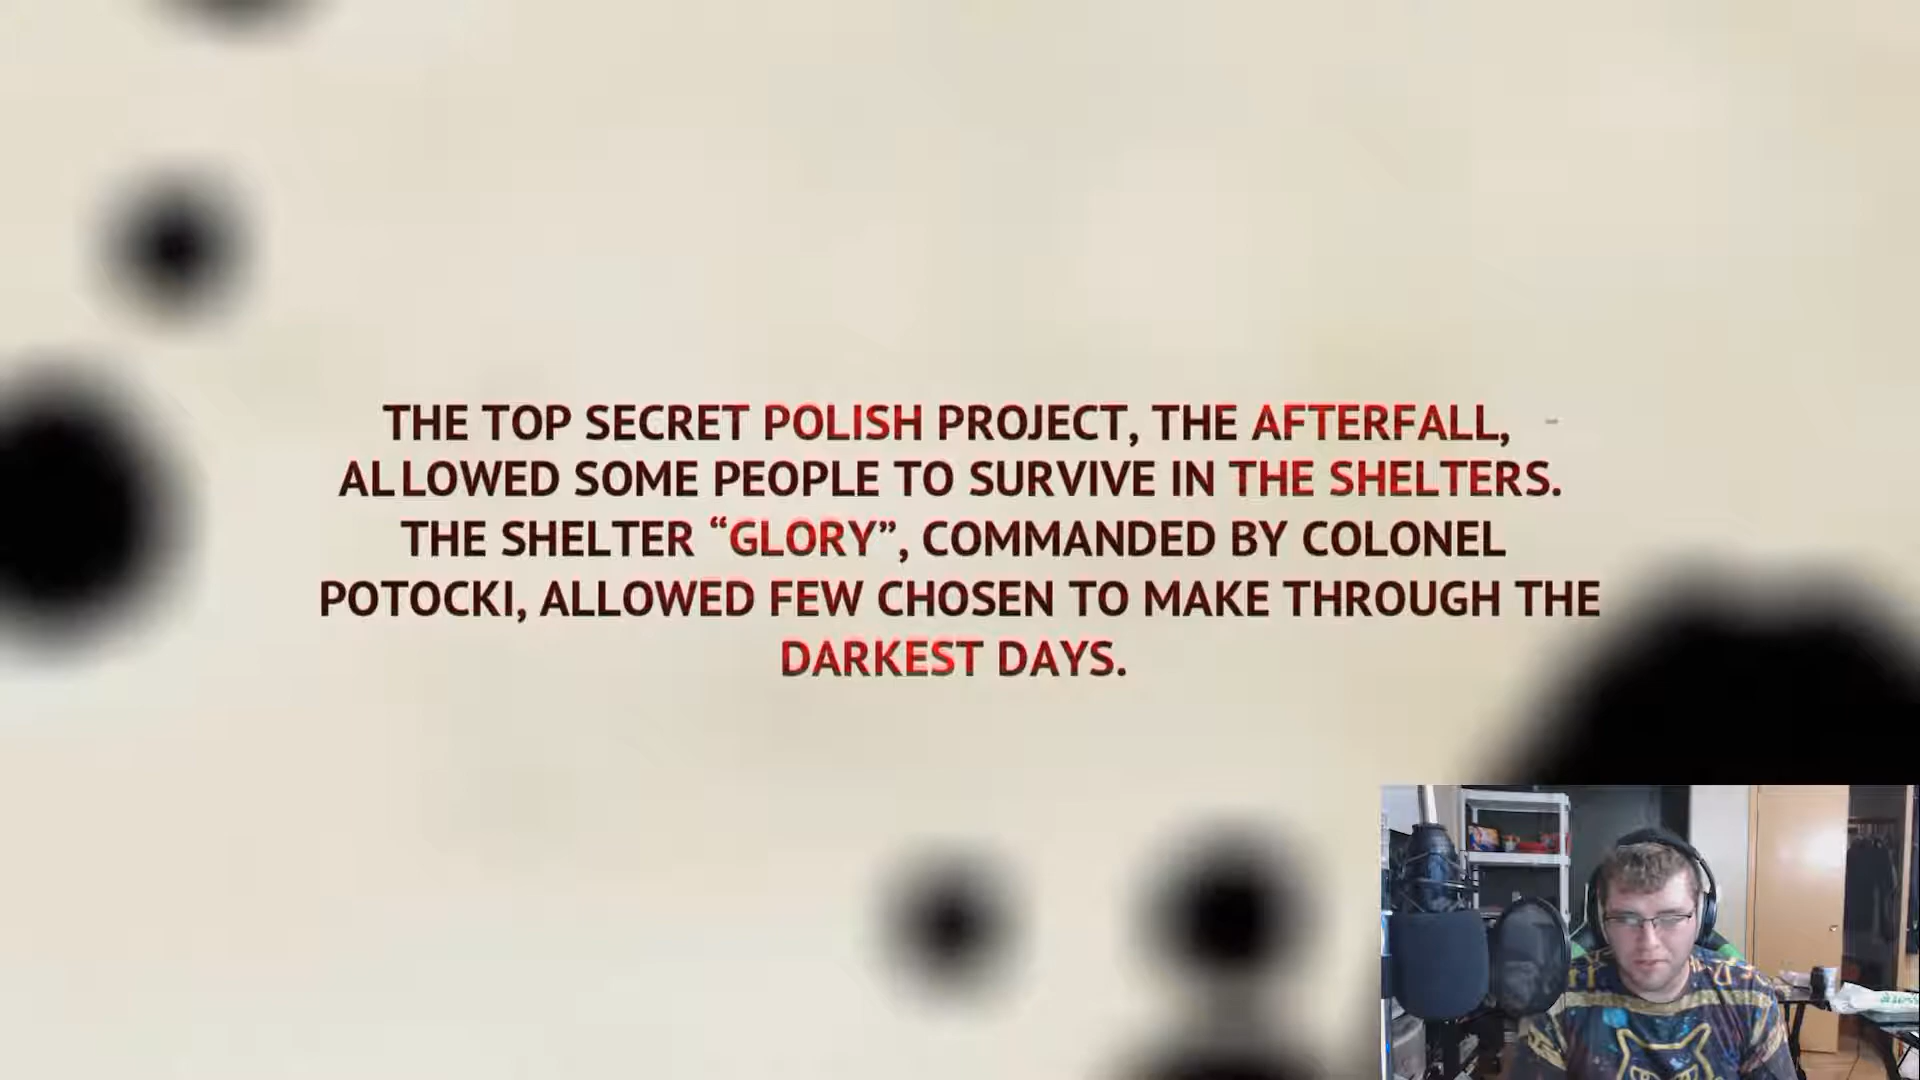 THE TOP SECRET POLISH PROJECT, THE AFTERFALL, -
ALLOWED SOME PEOPLE TO SURVIVE IN THE SHELTERS.
THE SHELTER “GLORY”, COMMANDED BY COLONEL
POTOCKI, ALLOWED FEW CHOSEN TO MAKE THROUGH THE
DARKEST DAYS.